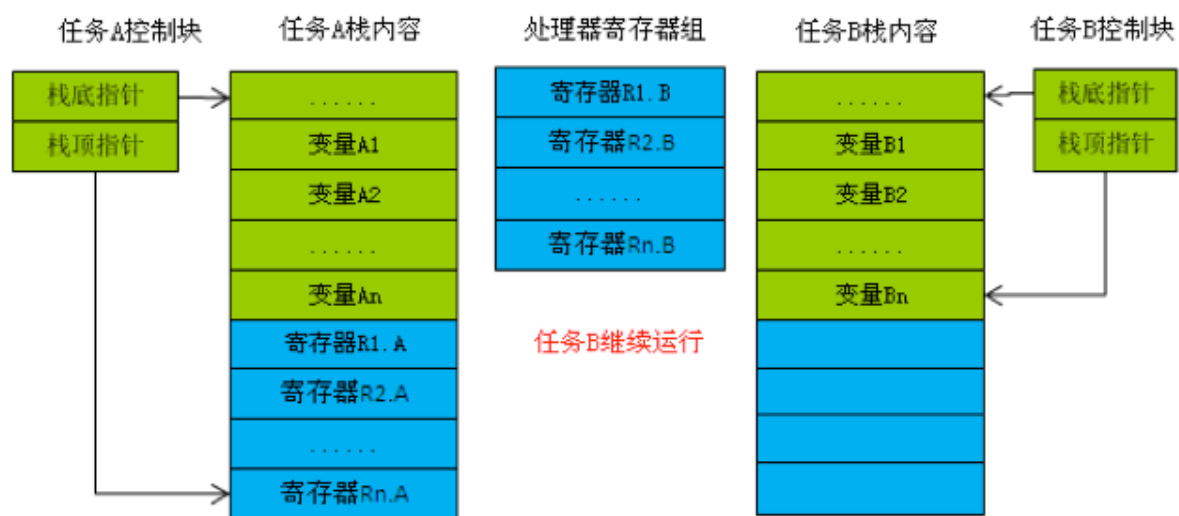 任务A控制块
任务A栈内容
处理器寄存器组
任务B栈内容
任务B控制块
栈底指针
栈顶指针
......
变量A1
变量A2
......
变量An
寄存器R1.A
寄存器R2.A
......
寄存器Rn.A
寄存器R1.B
寄存器R2.B
......
寄存器Rn.B
任务B继续运行
......
变量B1
变量B2
......
变量Bn
栈底指针
栈顶指针